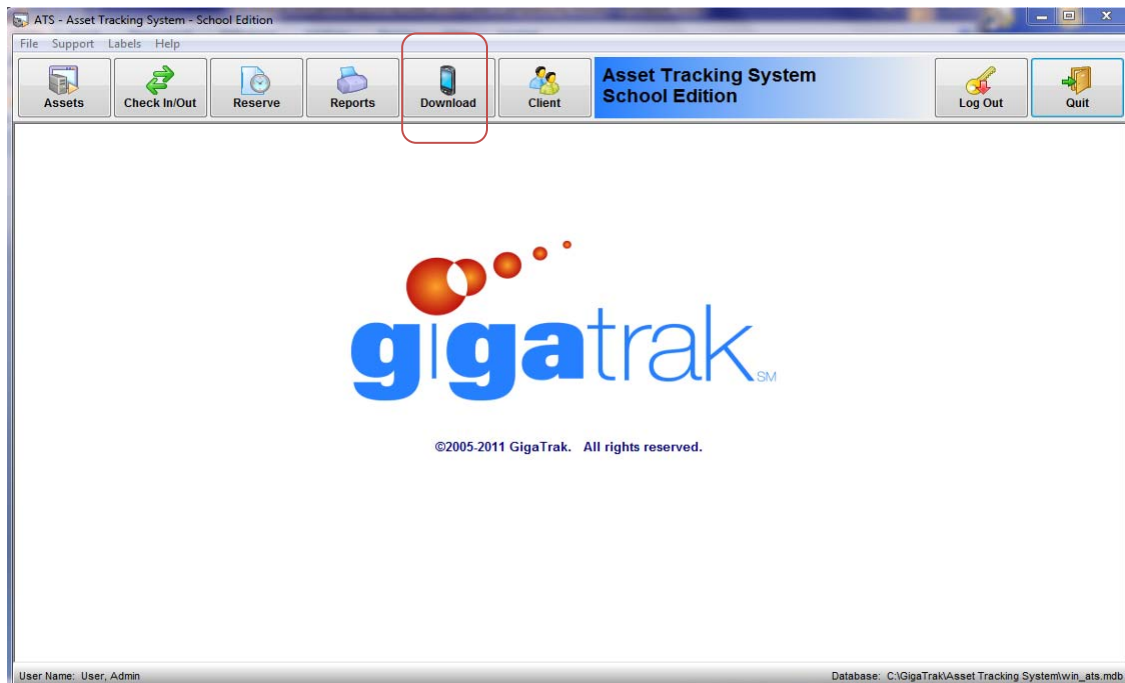 ATS - Asset Tracking System - School Edition
File Support Labels Help
Assets Check In/Out Reserve Reports Download Client
Asset Tracking System
School Edition
Log Out Quit
gigatrak SM
©2005-2011 GigaTrak. All rights reserved.
User Name: User, Admin Database: C:\GigaTrak\Asset Tracking System\win_ats.mdb